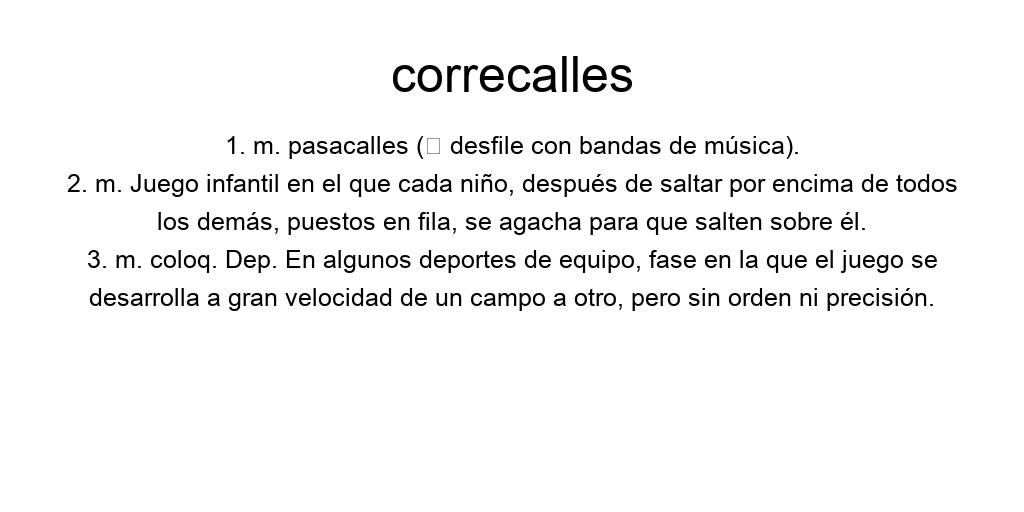 correcalles
1. m. pasacalles (□ desfile con bandas de música).
2. m. Juego infantil en el que cada niño, después de saltar por encima de todos
los demás, puestos en fila, se agacha para que salten sobre él.
3. m. coloq. Dep. En algunos deportes de equipo, fase en la que el juego se
desarrolla a gran velocidad de un campo a otro, pero sin orden ni precisión.